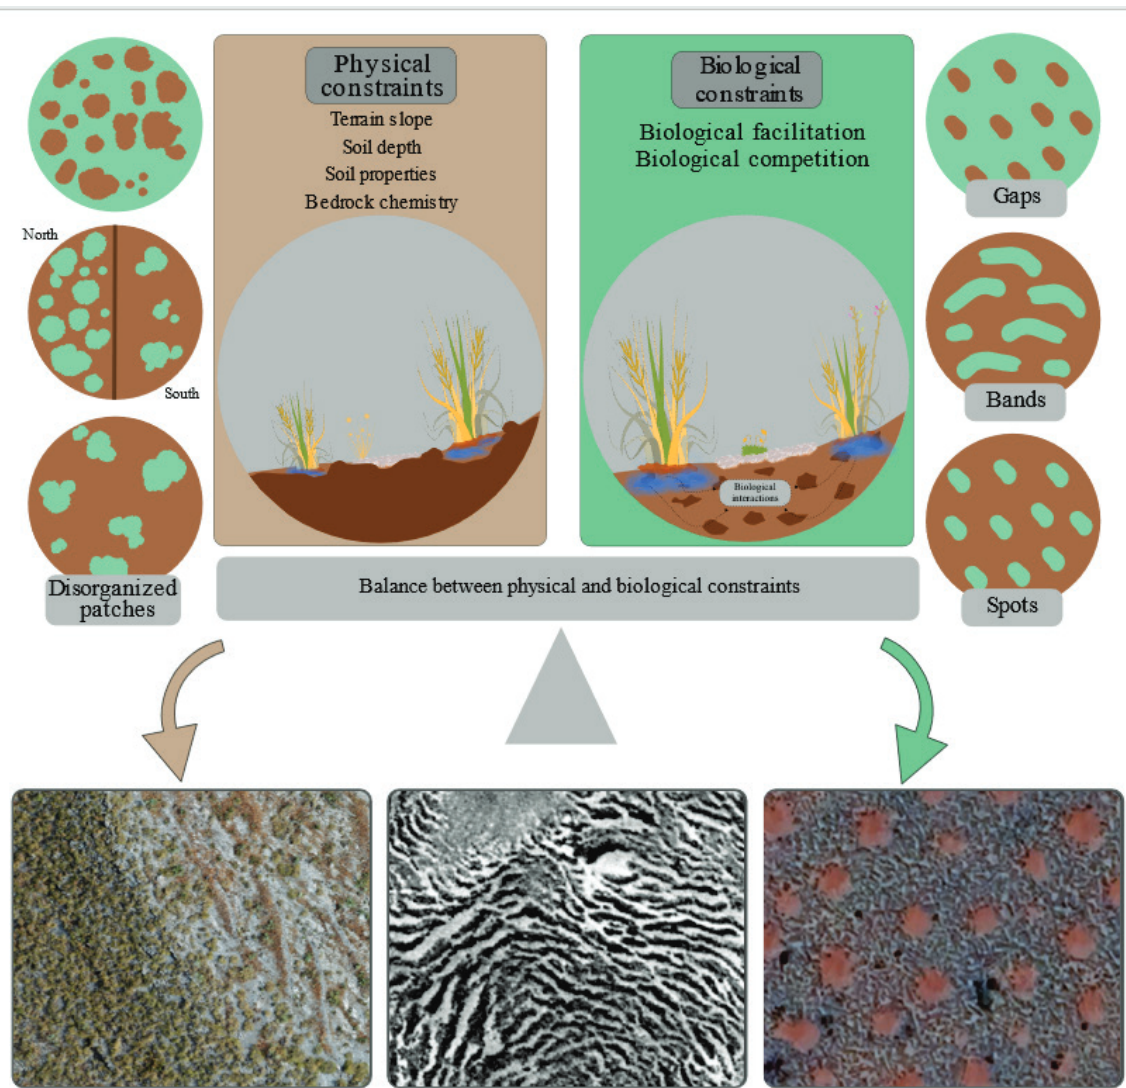 Physical
constraints
Terrain slope
Soil depth
Soil properties
Bedrock chemistry
Biological
constraints
Biological facilitation
Biological competition
Gaps
North
South
Bands
Biological
interactions
Disorganized
patches
Balance between physical and biological constraints
Spots